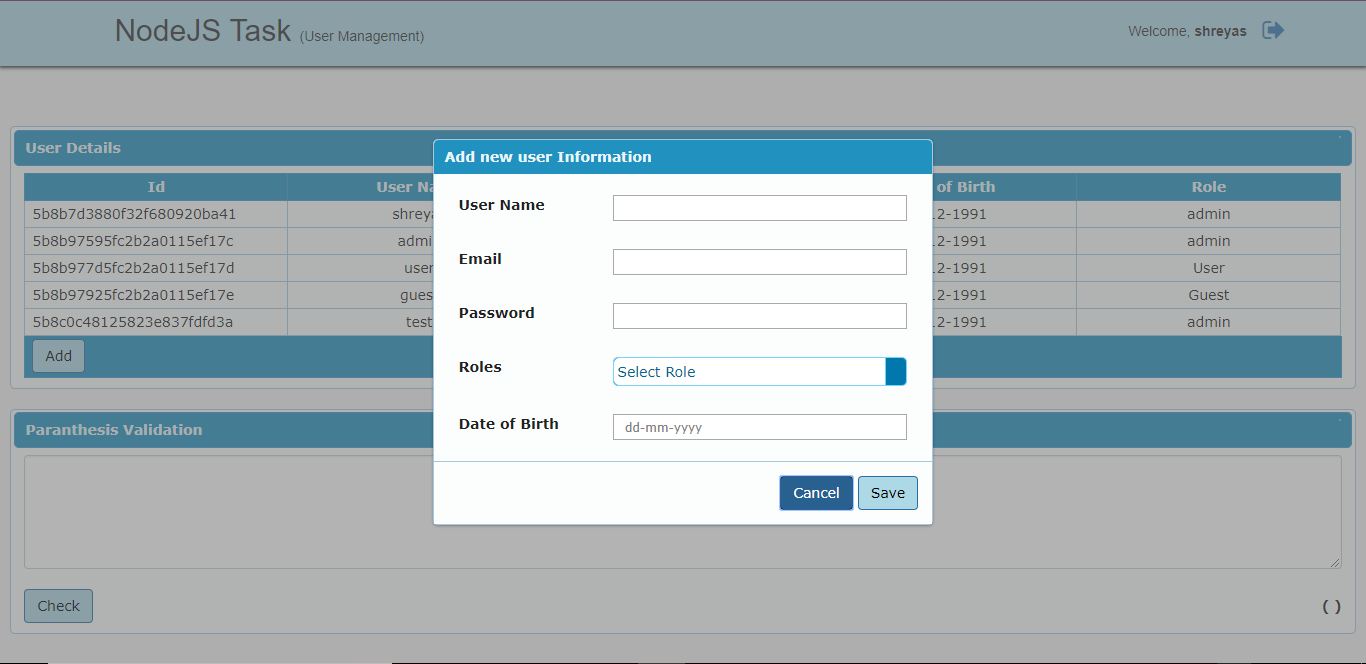 NodeJS Task (User Management)
Welcome, shreyas
User Details
Id User Na of Birth Role
5b8b7d3880f32f680920ba41 shreya 2-1991 admin
5b8b97595fc2b2a0115ef17c admi 2-1991 admin
5b8b977d5fc2b2a0115ef17d user 2-1991 User
5b8b97925fc2b2a0115ef17e gues 2-1991 Guest
5b8c0c48125823e837fdfd3a test 2-1991 admin
Add
Add new user Information
User Name
Email
Password
Roles Select Role
Date of Birth dd-mm-yyyy
Cancel Save
Paranthesis Validation
Check ( )